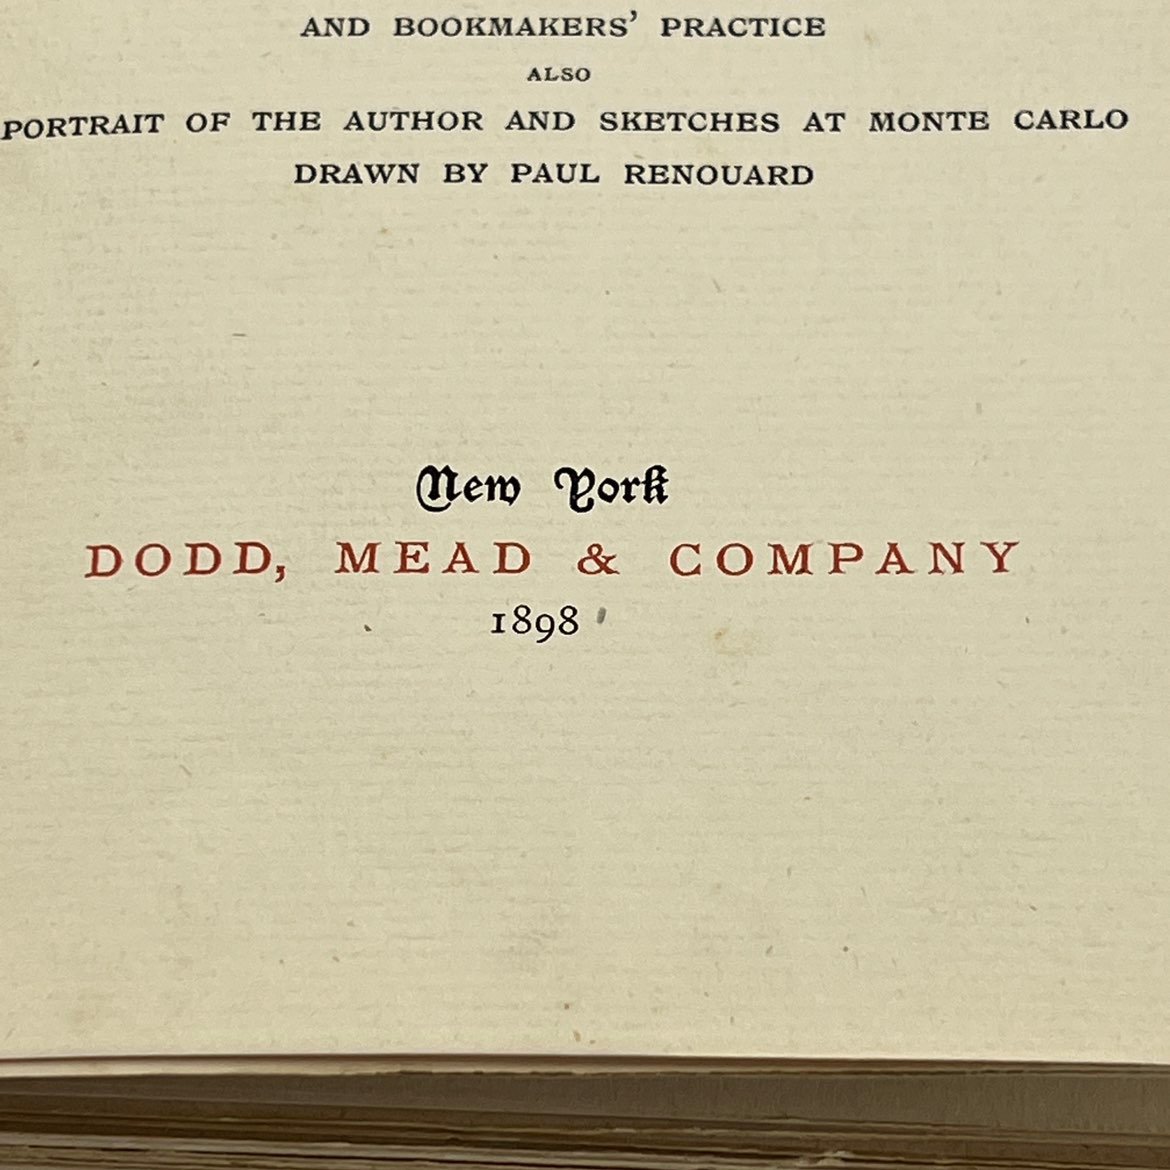 AND BOOKMAKERS' PRACTICE
ALSO
PORTRAIT OF THE AUTHOR AND SKETCHES AT MONTE CARLO
DRAWN BY PAUL RENOUARD
New York
DODD, MEAD & COMPANY
1898